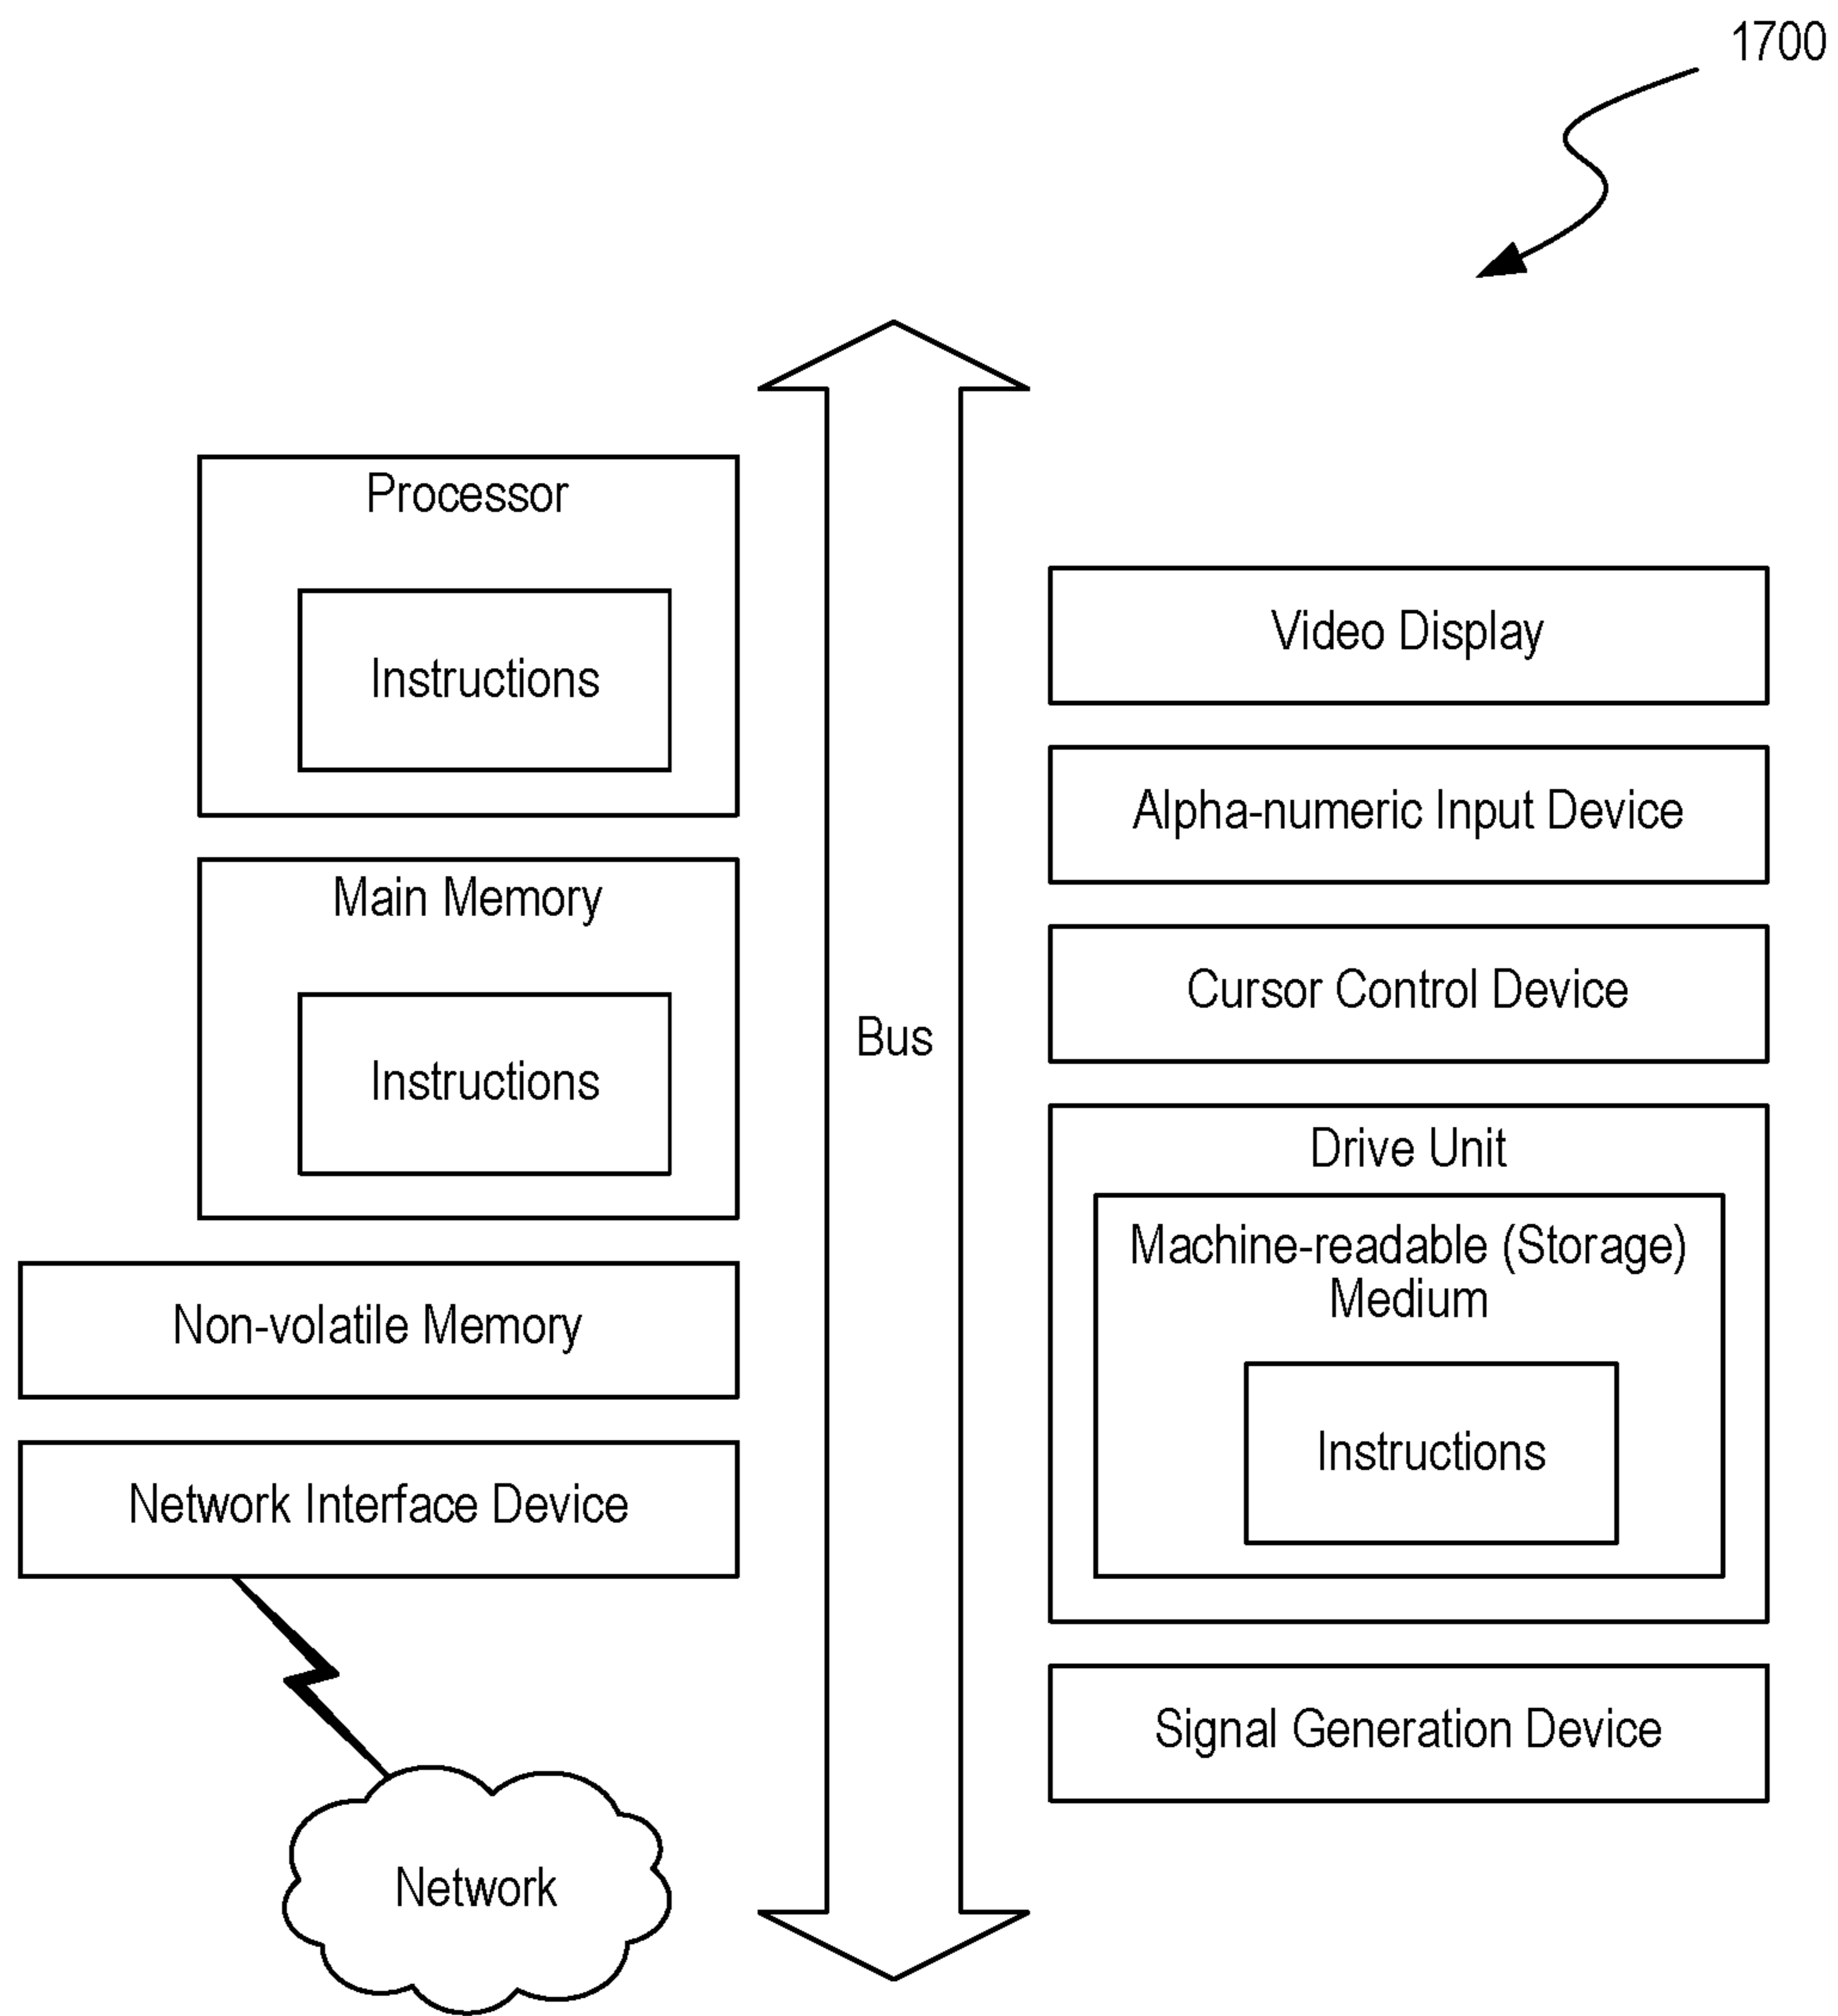 1700
Processor
Instructions
Main Memory
Instructions
Non-volatile Memory
Network Interface Device
Network
Bus
Video Display
Alpha-numeric Input Device
Cursor Control Device
Drive Unit
Machine-readable (Storage)
Medium
Instructions
Signal Generation Device